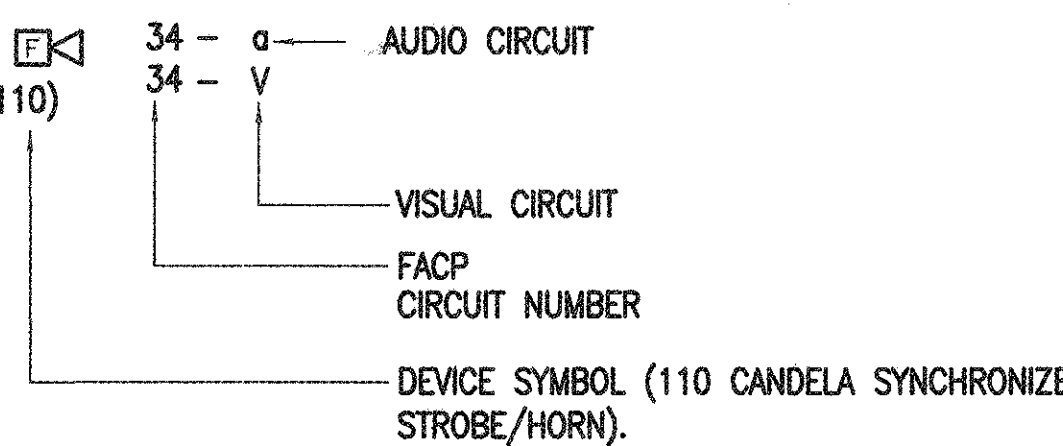 F 34 - a AUDIO CIRCUIT
34 - V
110)
VISUAL CIRCUIT
FACP
CIRCUIT NUMBER
DEVICE SYMBOL (110 CANDELA SYNCHRONIZE
STROBE/HORN).